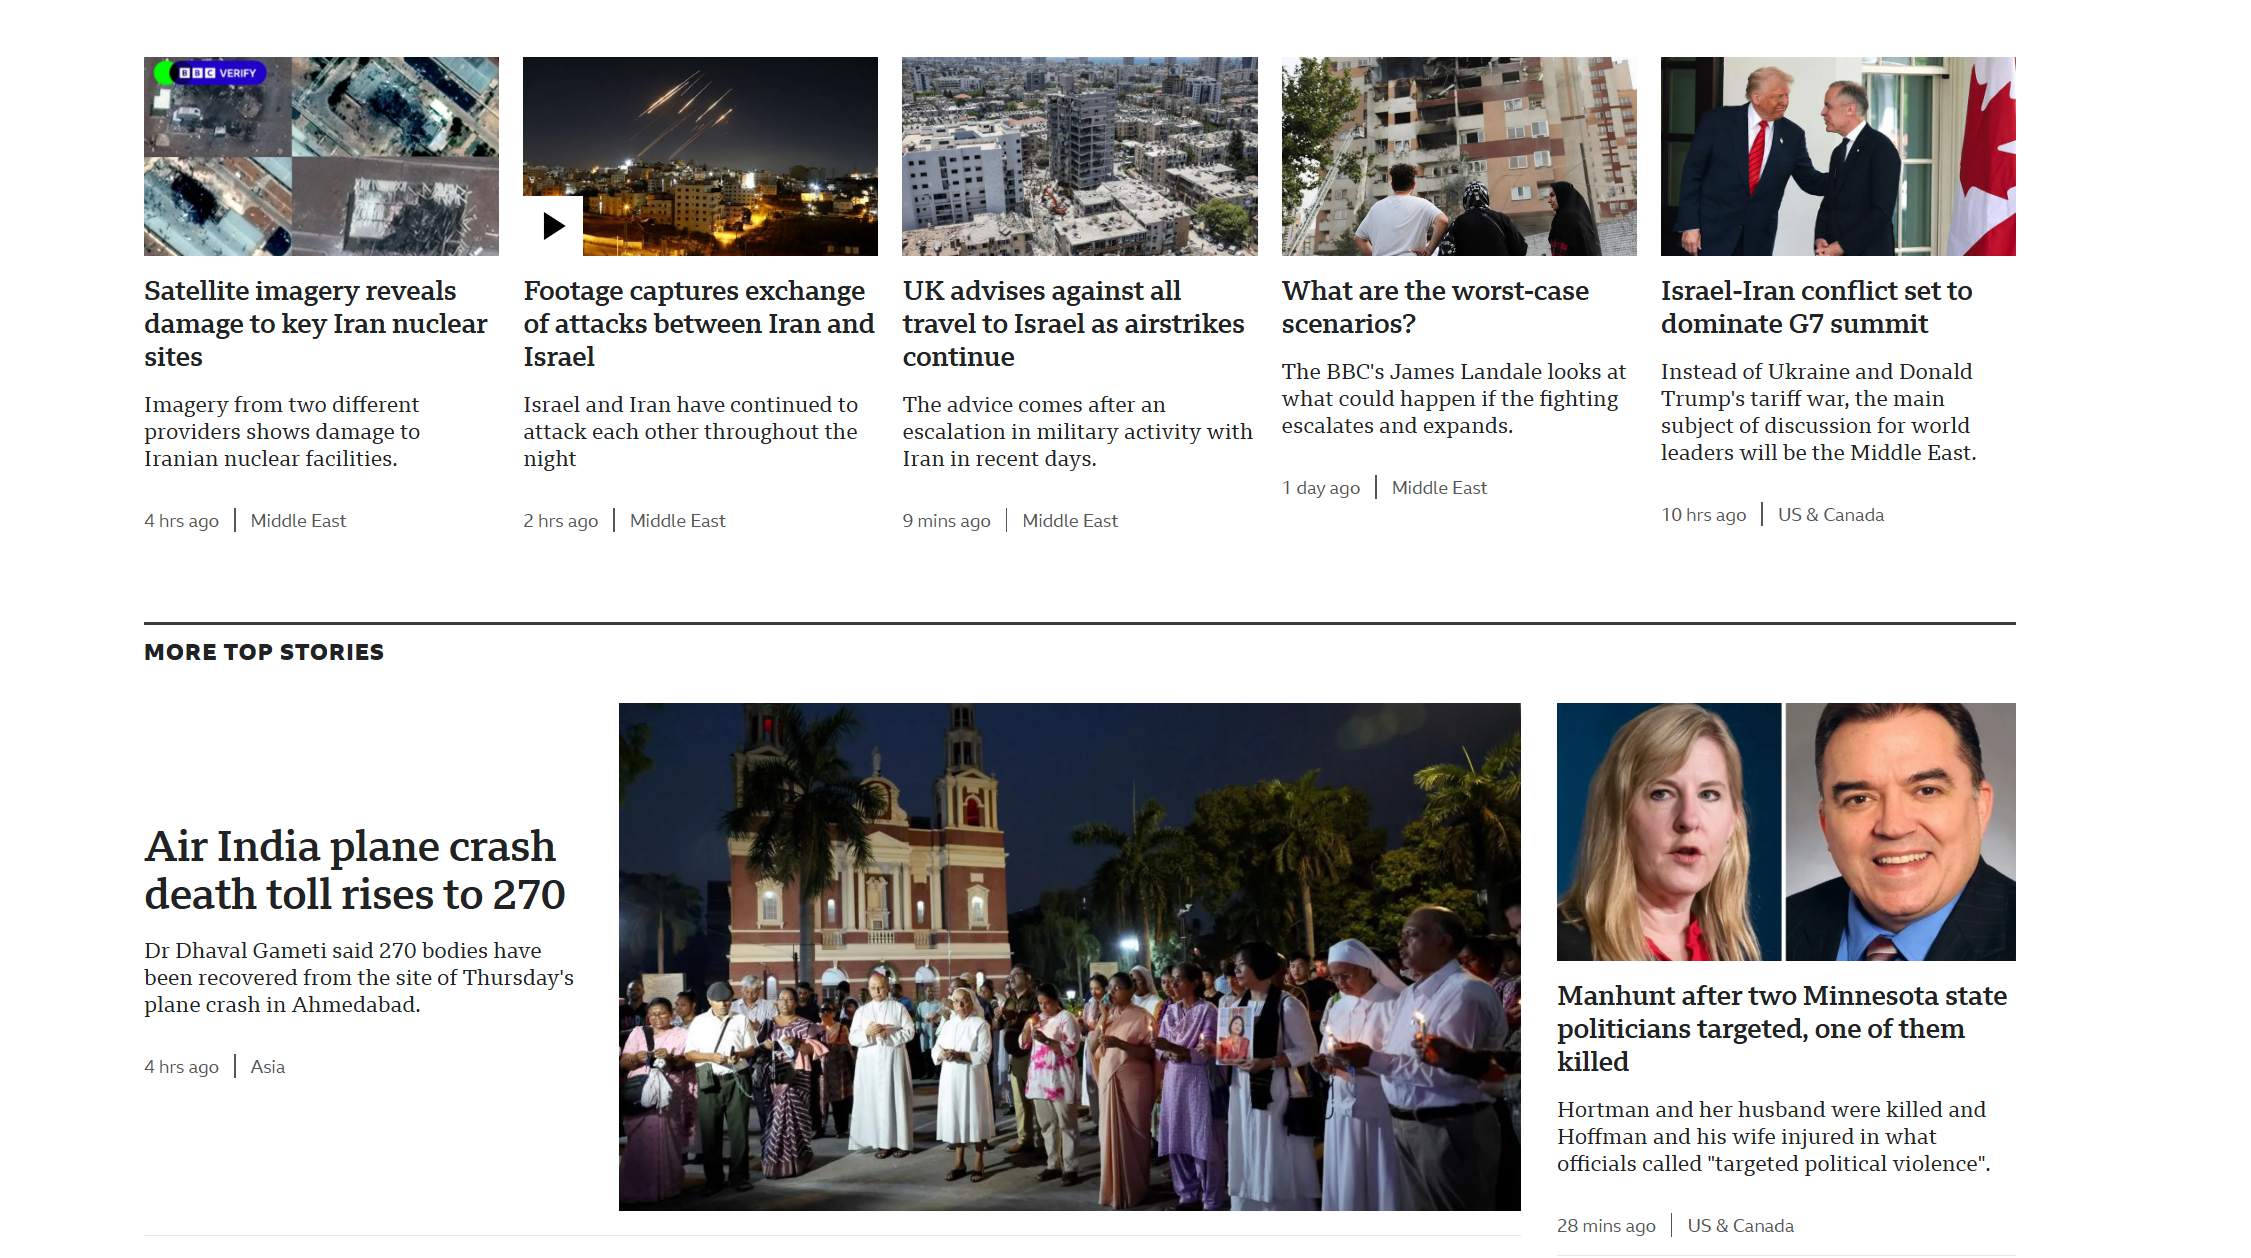 BBC VERIFY
Satellite imagery reveals
damage to key Iran nuclear
sites
Imagery from two different
providers shows damage to
Iranian nuclear facilities.
4 hrs ago | Middle East
Footage captures exchange
of attacks between Iran and
Israel
Israel and Iran have continued to
attack each other throughout the
night
2 hrs ago | Middle East
UK advises against all
travel to Israel as airstrikes
continue
The advice comes after an
escalation in military activity with
Iran in recent days.
9 mins ago | Middle East
What are the worst-case
scenarios?
The BBC's James Landale looks at
what could happen if the fighting
escalates and expands.
1 day ago | Middle East
Israel-Iran conflict set to
dominate G7 summit
Instead of Ukraine and Donald
Trump's tariff war, the main
subject of discussion for world
leaders will be the Middle East.
10 hrs ago | US & Canada
MORE TOP STORIES
Air India plane crash
death toll rises to 270
Dr Dhaval Gameti said 270 bodies have
been recovered from the site of Thursday's
plane crash in Ahmedabad.
4 hrs ago | Asia
Manhunt after two Minnesota state
politicians targeted, one of them
killed
Hortman and her husband were killed and
Hoffman and his wife injured in what
officials called "targeted political violence".
28 mins ago | US & Canada